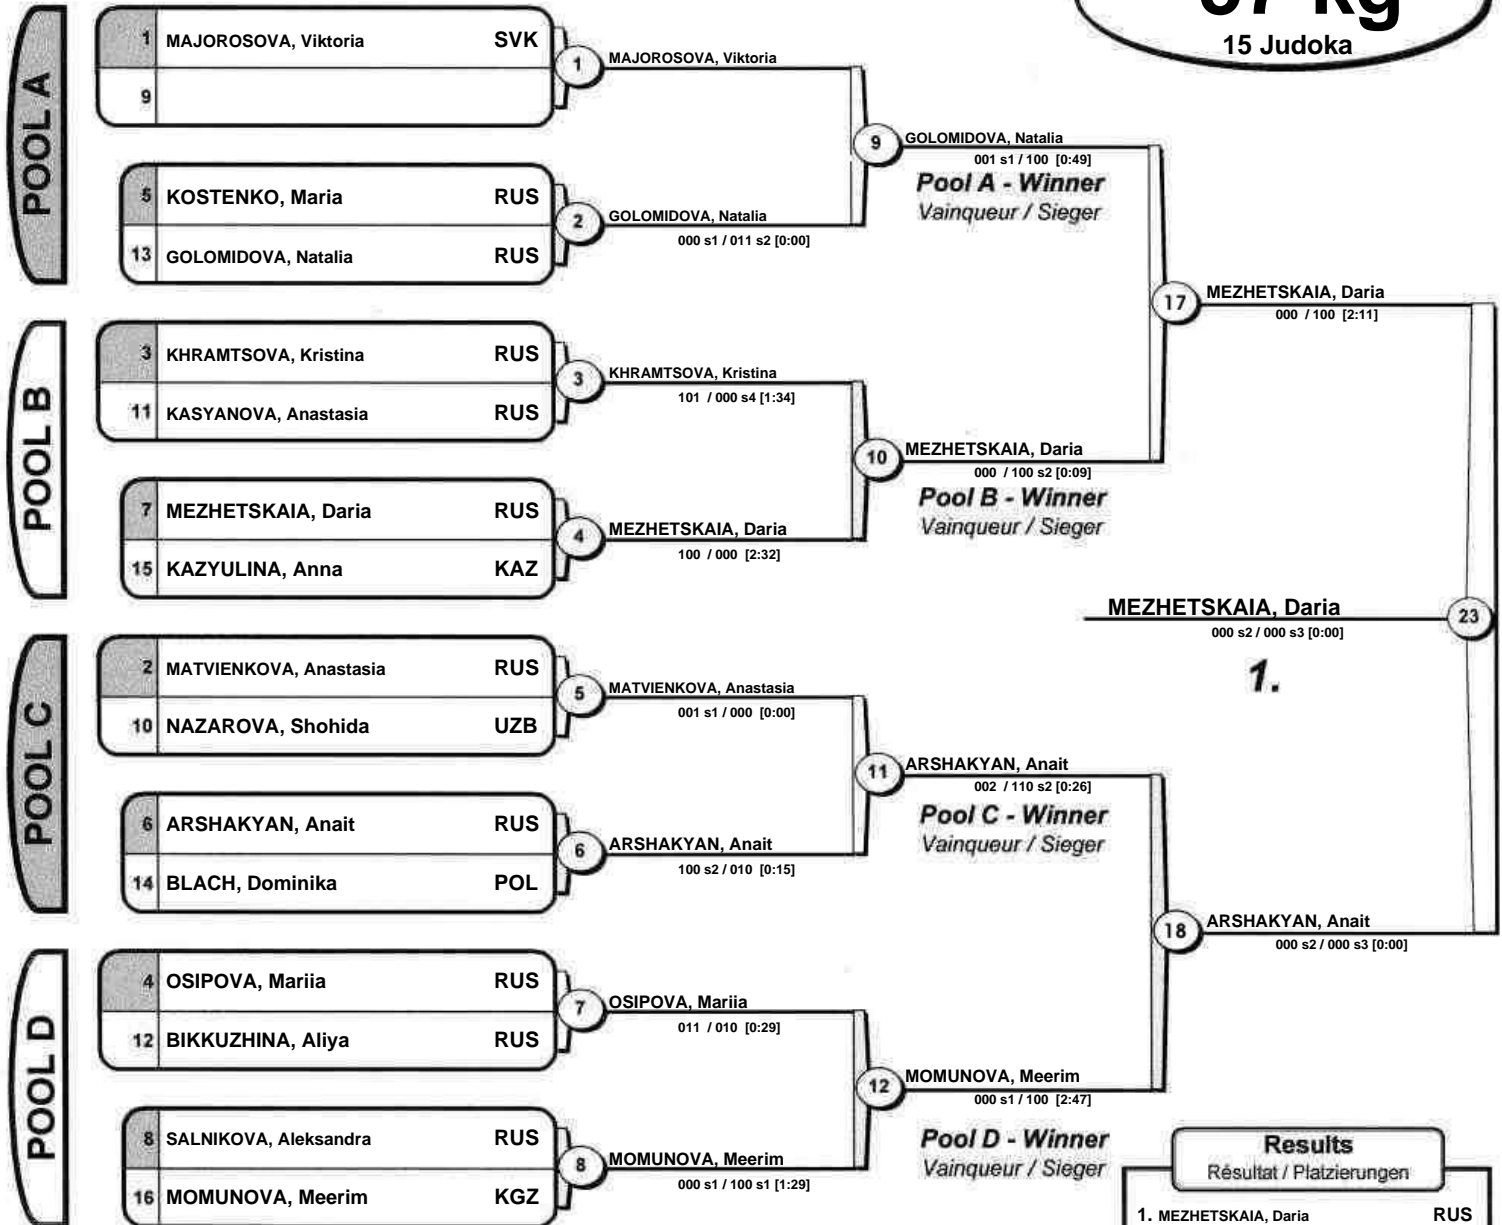 57 kg
15 Judoka
POOL A
1 MAJOROSOVA, Viktoria SVK
9
1 MAJOROSOVA, Viktoria
5 KOSTENKO, Maria RUS
13 GOLOMIDOVA, Natalia RUS
2 GOLOMIDOVA, Natalia
000 s1 / 011 s2 [0:00]
9 GOLOMIDOVA, Natalia
001 s1 / 100 [0:49]
Pool A - Winner
Vainqueur / Sieger
POOL B
3 KHRAMTSOVA, Kristina RUS
11 KASYANOVA, Anastasia RUS
3 KHRAMTSOVA, Kristina
101 / 000 s4 [1:34]
7 MEZHETSKAIA, Daria RUS
15 KAZYULINA, Anna KAZ
4 MEZHETSKAIA, Daria
100 / 000 [2:32]
10 MEZHETSKAIA, Daria
000 / 100 s2 [0:09]
Pool B - Winner
Vainqueur / Sieger
17 MEZHETSKAIA, Daria
000 / 100 [2:11]
MEZHETSKAIA, Daria 23
000 s2 / 000 s3 [0:00]
1.
POOL C
2 MATVIENKOVA, Anastasia RUS
10 NAZAROVA, Shohida UZB
5 MATVIENKOVA, Anastasia
001 s1 / 000 [0:00]
6 ARSHAKYAN, Anait RUS
14 BLACH, Dominika POL
6 ARSHAKYAN, Anait
100 s2 / 010 [0:15]
11 ARSHAKYAN, Anait
002 / 110 s2 [0:26]
Pool C - Winner
Vainqueur / Sieger
18 ARSHAKYAN, Anait
000 s2 / 000 s3 [0:00]
POOL D
4 OSIPOVA, Mariia RUS
12 BIKKUZHINA, Aliya RUS
7 OSIPOVA, Mariia
011 / 010 [0:29]
8 SALNIKOVA, Aleksandra RUS
16 MOMUNOVA, Meerim KGZ
8 MOMUNOVA, Meerim
000 s1 / 100 s1 [1:29]
12 MOMUNOVA, Meerim
000 s1 / 100 [2:47]
Pool D - Winner
Vainqueur / Sieger
Results
Résultat / Platzierungen
1. MEZHETSKAIA, Daria RUS